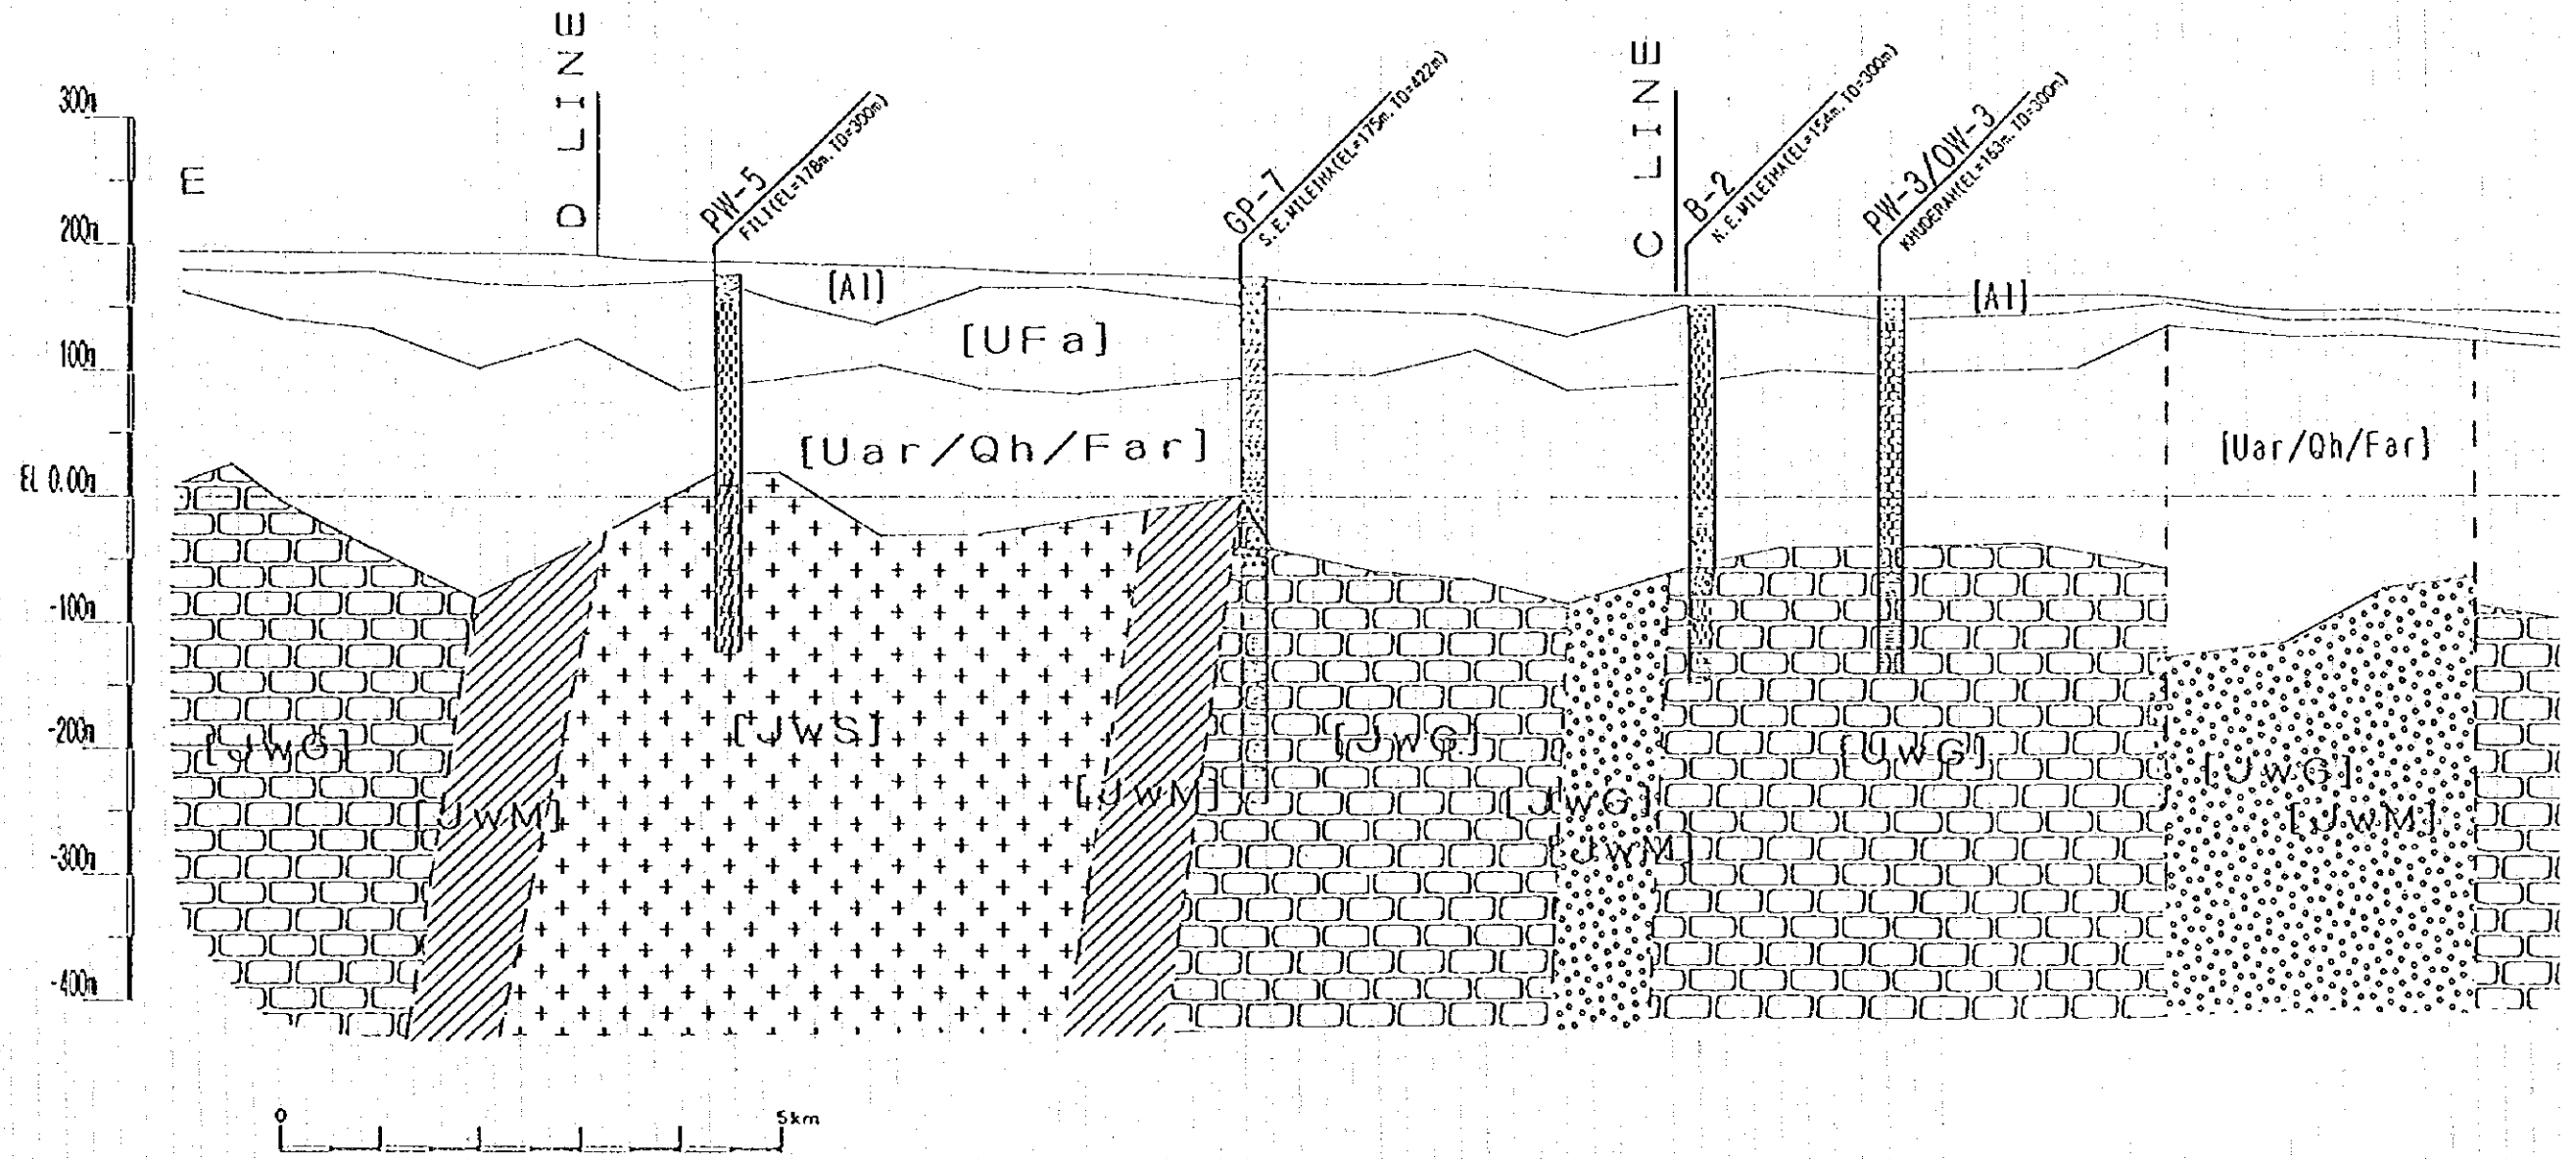 D LINE
C LINE
E
300m
200m
100m
EL 0.00m
-100m
-200m
-300m
-400m
PW-5
FILI(EL=178m, TD=300m)
GP-7
S.E.MILEIHA(EL=175m, TD=422m)
B-2
N.E.MILEIHA(EL=154m, TD=300m)
PW-3/OW-3
KHUDERAH(EL=163m, TD=300m)
[Al]
[Al]
[UFa]
[Uar/Qh/Far]
[Uar/Qh/Far]
[JwG]
[JwM]
[JwS]
[JwM]
[JwG]
[JwG]
[JwM]
[JwG]
[JwG]
[JwM]
0
5km